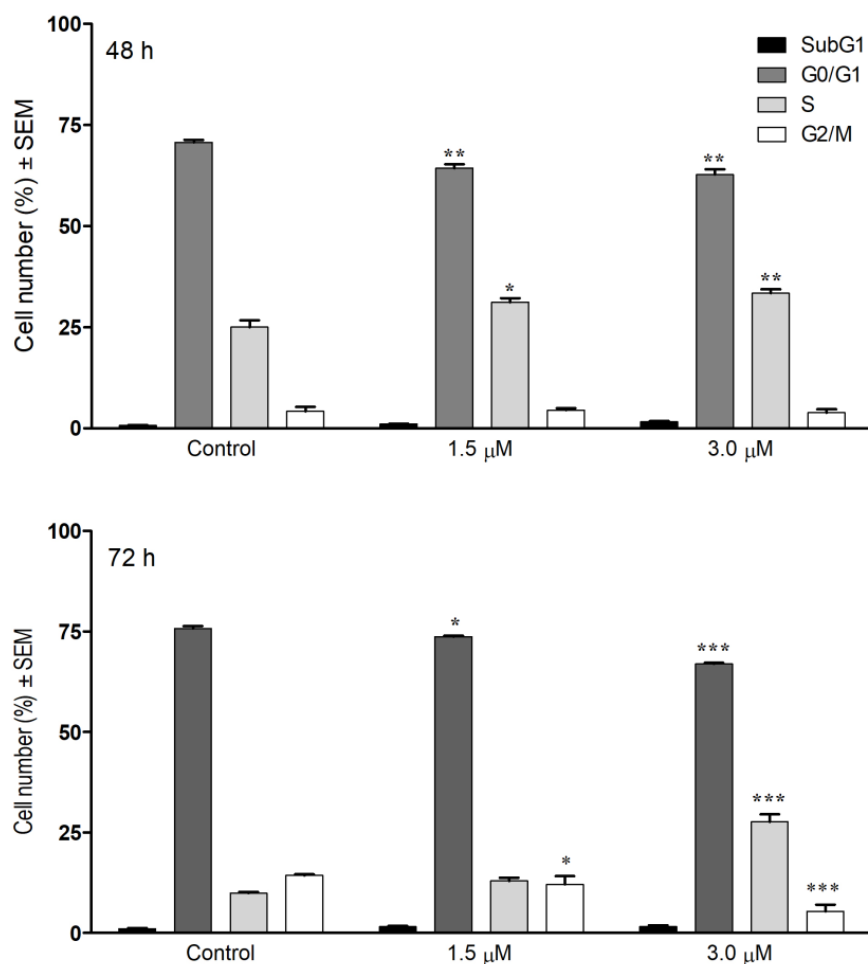 48 h
SubG1
G0/G1
S
G2/M
Cell number (%) ± SEM
100
75
50
25
0
** **
* **
Control 1.5 µM 3.0 µM
72 h
Cell number (%) ± SEM
100
75
50
25
0
* ***
* *** ***
Control 1.5 µM 3.0 µM